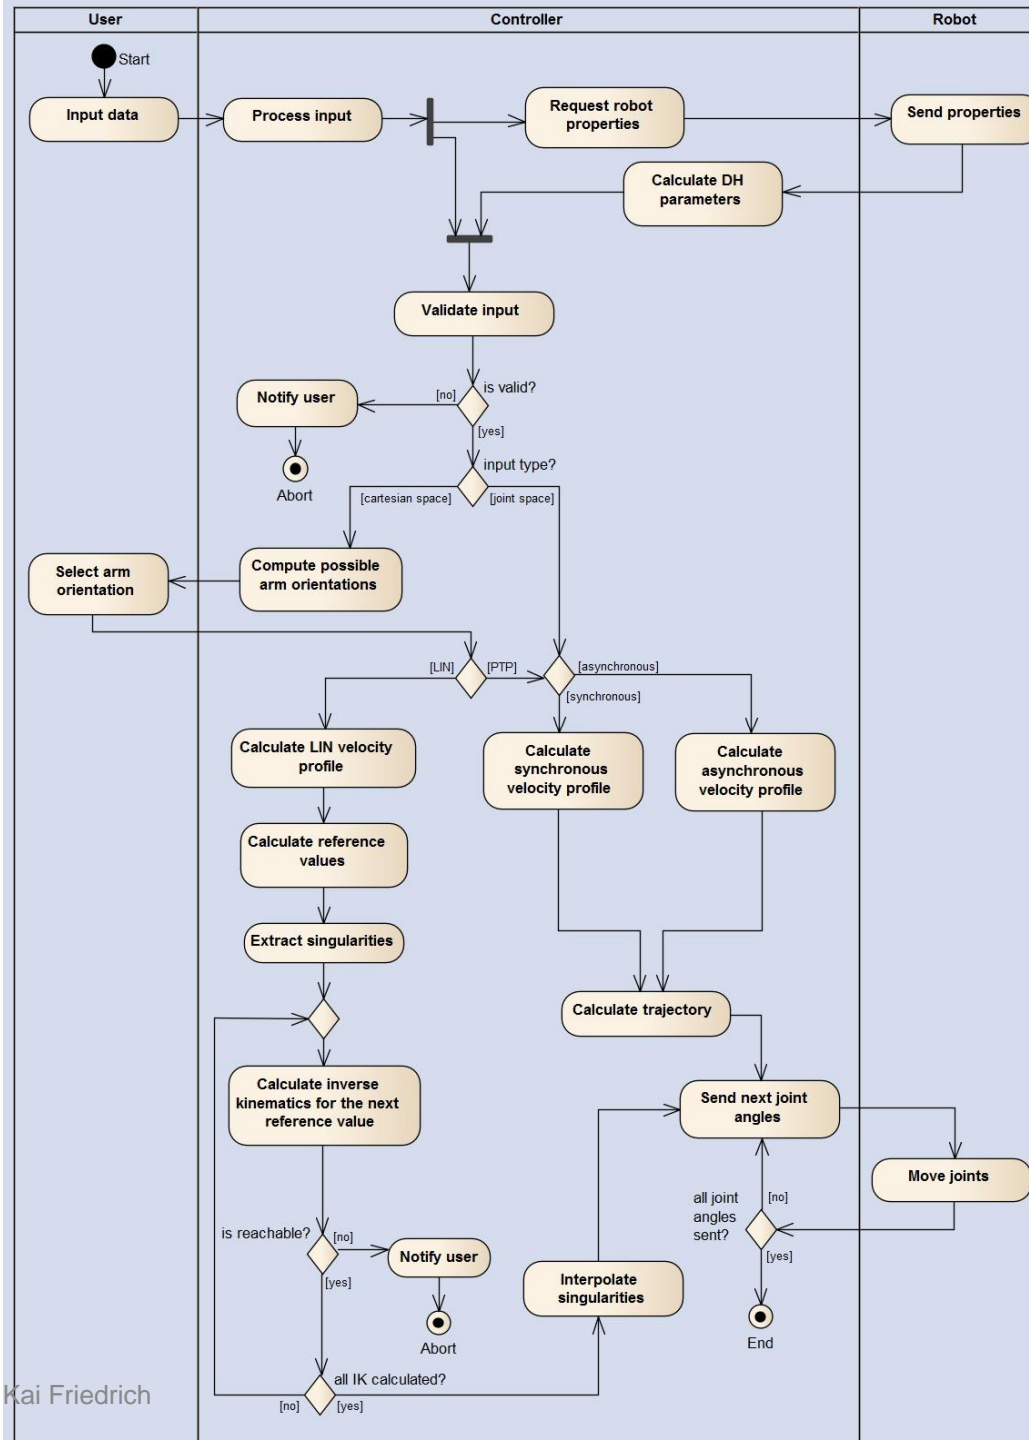 User
Controller
Robot
Start
Input data
Process input
Request robot
properties
Send properties
Calculate DH
parameters
Validate input
is valid?
[no]
[yes]
Notify user
Abort
input type?
[cartesian space]
[joint space]
Select arm
orientation
Compute possible
arm orientations
[LIN]
[PTP]
[asynchronous]
[synchronous]
Calculate LIN velocity
profile
Calculate
synchronous
velocity profile
Calculate
asynchronous
velocity profile
Calculate reference
values
Extract singularities
Calculate trajectory
Calculate inverse
kinematics for the next
reference value
Send next joint
angles
Move joints
all joint
angles
sent?
[no]
[yes]
is reachable?
[no]
[yes]
Notify user
Abort
Interpolate
singularities
End
all IK calculated?
[no]
[yes]
Kai Friedrich